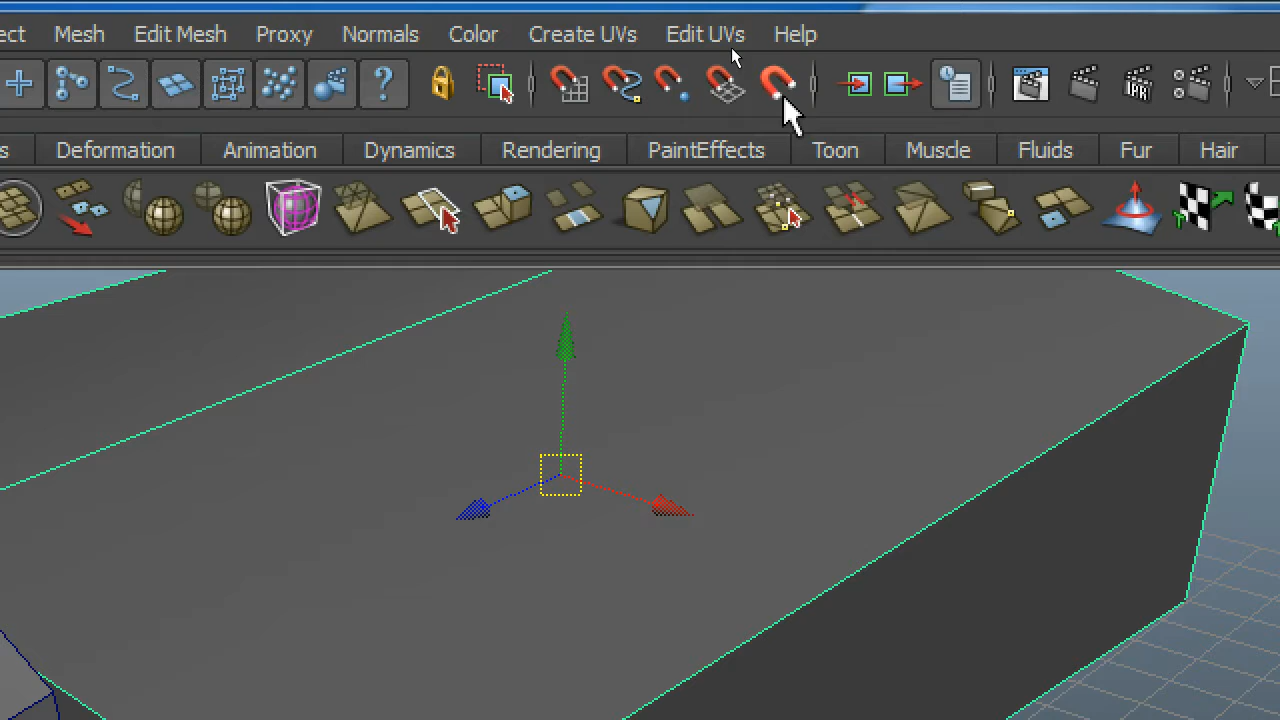 ect Mesh Edit Mesh Proxy Normals Color Create UVs Edit UVs Help
? IPR
s Deformation Animation Dynamics Rendering PaintEffects Toon Muscle Fluids Fur Hair